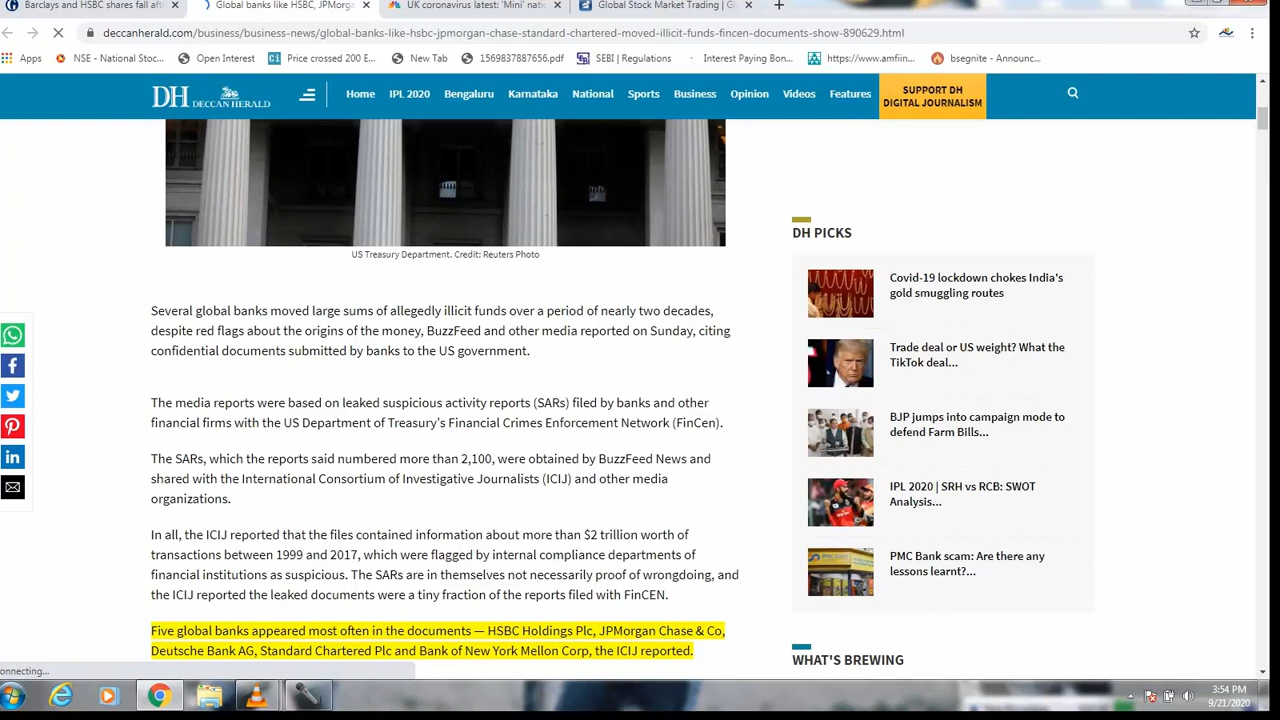 Barclays and HSBC shares fall afte
Global banks like HSBC, JPMorga
UK coronavirus latest: 'Mini' nati
Global Stock Market Trading | Gl
deccanherald.com/business/business-news/global-banks-like-hsbc-jpmorgan-chase-standard-chartered-moved-illicit-funds-fincen-documents-show-890629.html
Apps
NSE - National Stoc...
Open Interest
Price crossed 200 E...
New Tab
1569837887656.pdf
SEBI | Regulations
Interest Paying Bon...
https://www.amfiin...
bsegnite - Announc...
DH DECCAN HERALD
Home
IPL 2020
Bengaluru
Karnataka
National
Sports
Business
Opinion
Videos
Features
SUPPORT DH
DIGITAL JOURNALISM
US Treasury Department. Credit: Reuters Photo
Several global banks moved large sums of allegedly illicit funds over a period of nearly two decades,
despite red flags about the origins of the money, BuzzFeed and other media reported on Sunday, citing
confidential documents submitted by banks to the US government.
The media reports were based on leaked suspicious activity reports (SARs) filed by banks and other
financial firms with the US Department of Treasury's Financial Crimes Enforcement Network (FinCen).
The SARs, which the reports said numbered more than 2,100, were obtained by BuzzFeed News and
shared with the International Consortium of Investigative Journalists (ICIJ) and other media
organizations.
In all, the ICIJ reported that the files contained information about more than $2 trillion worth of
transactions between 1999 and 2017, which were flagged by internal compliance departments of
financial institutions as suspicious. The SARs are in themselves not necessarily proof of wrongdoing, and
the ICIJ reported the leaked documents were a tiny fraction of the reports filed with FinCEN.
Five global banks appeared most often in the documents — HSBC Holdings Plc, JPMorgan Chase & Co,
Deutsche Bank AG, Standard Chartered Plc and Bank of New York Mellon Corp, the ICIJ reported.
DH PICKS
Covid-19 lockdown chokes India's
gold smuggling routes
Trade deal or US weight? What the
TikTok deal...
BJP jumps into campaign mode to
defend Farm Bills...
IPL 2020 | SRH vs RCB: SWOT
Analysis...
PMC Bank scam: Are there any
lessons learnt?...
WHAT'S BREWING
onnecting...
3:54 PM
9/21/2020